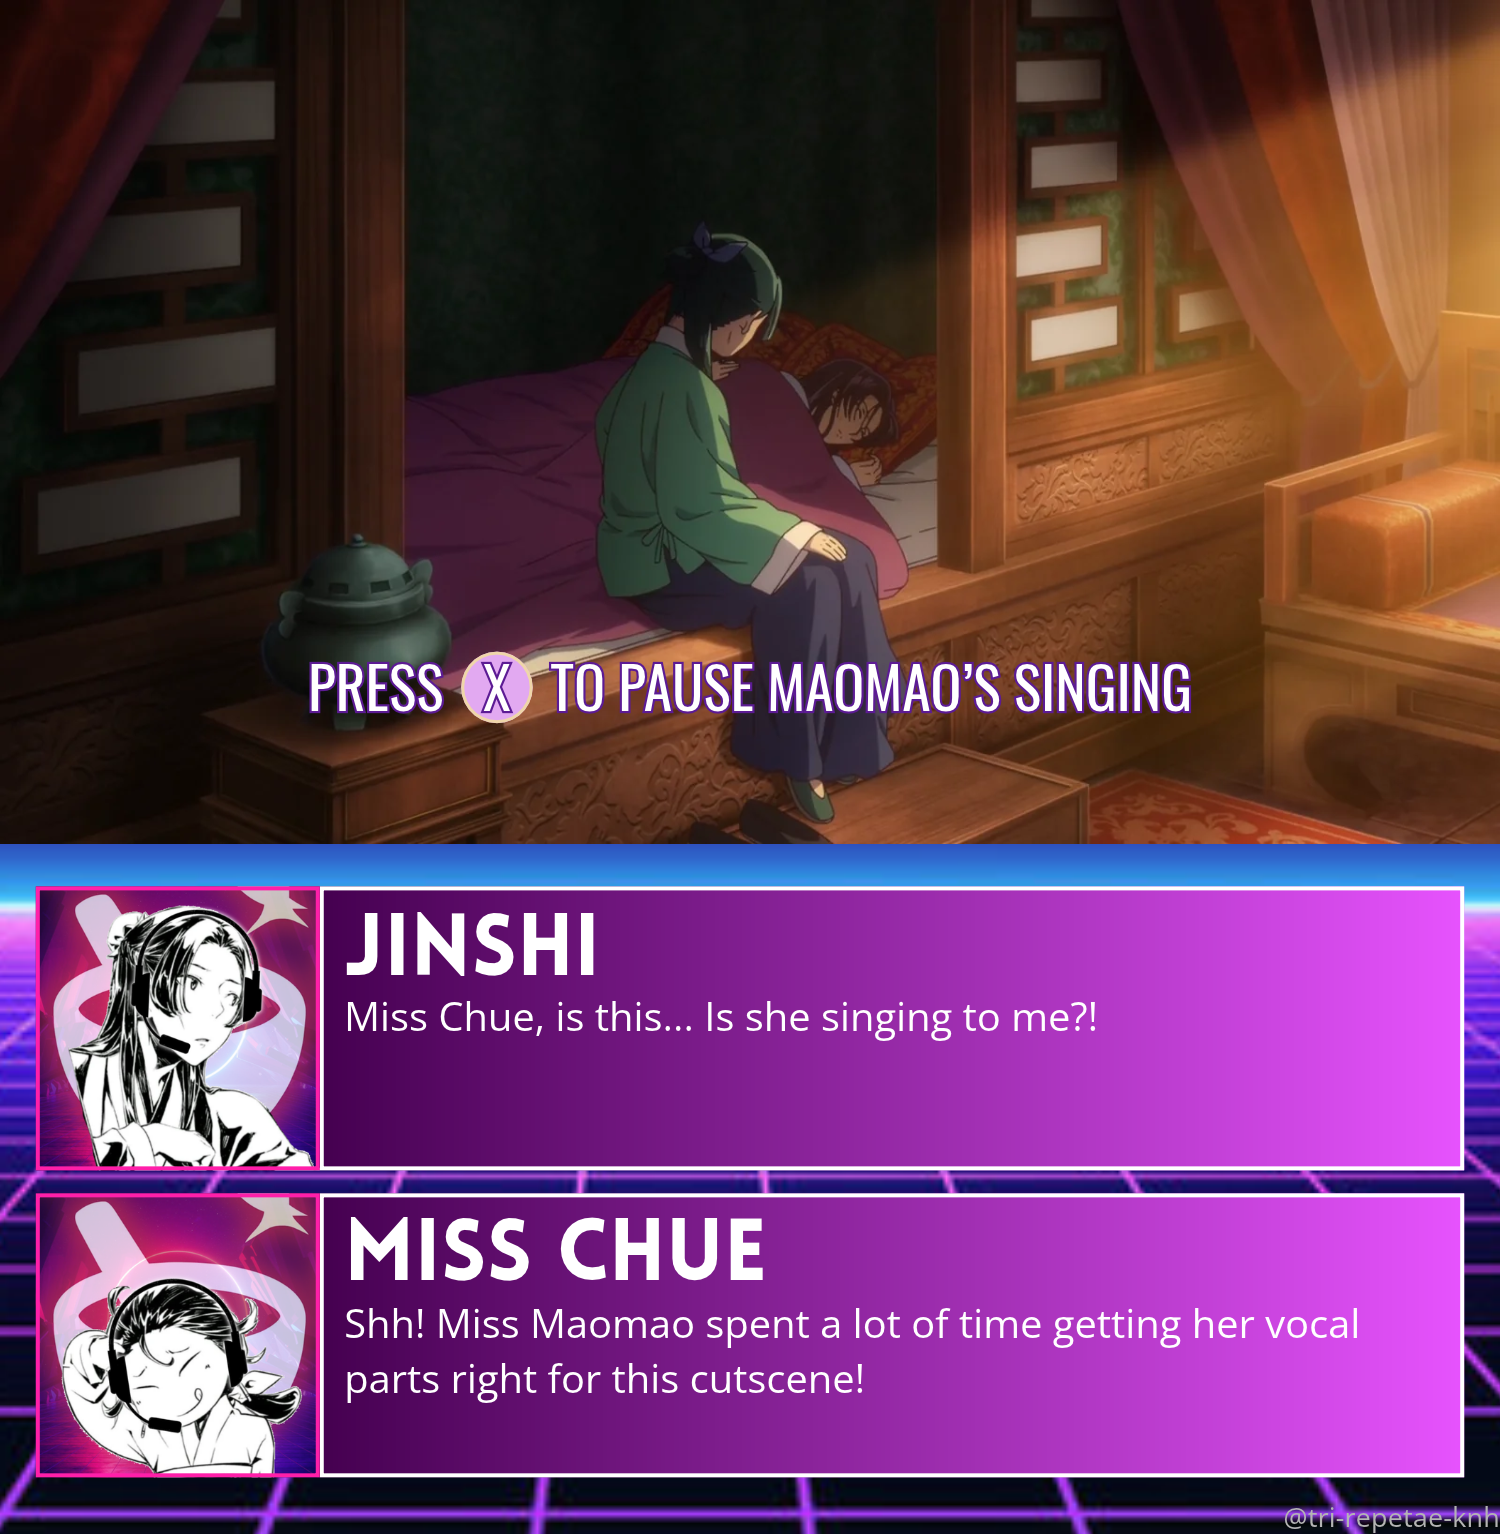 PRESS X TO PAUSE MAOMAO’S SINGING
JINSHI
Miss Chue, is this... Is she singing to me?!
MISS CHUE
Shh! Miss Maomao spent a lot of time getting her vocal
parts right for this cutscene!
@tri-repetae-knh